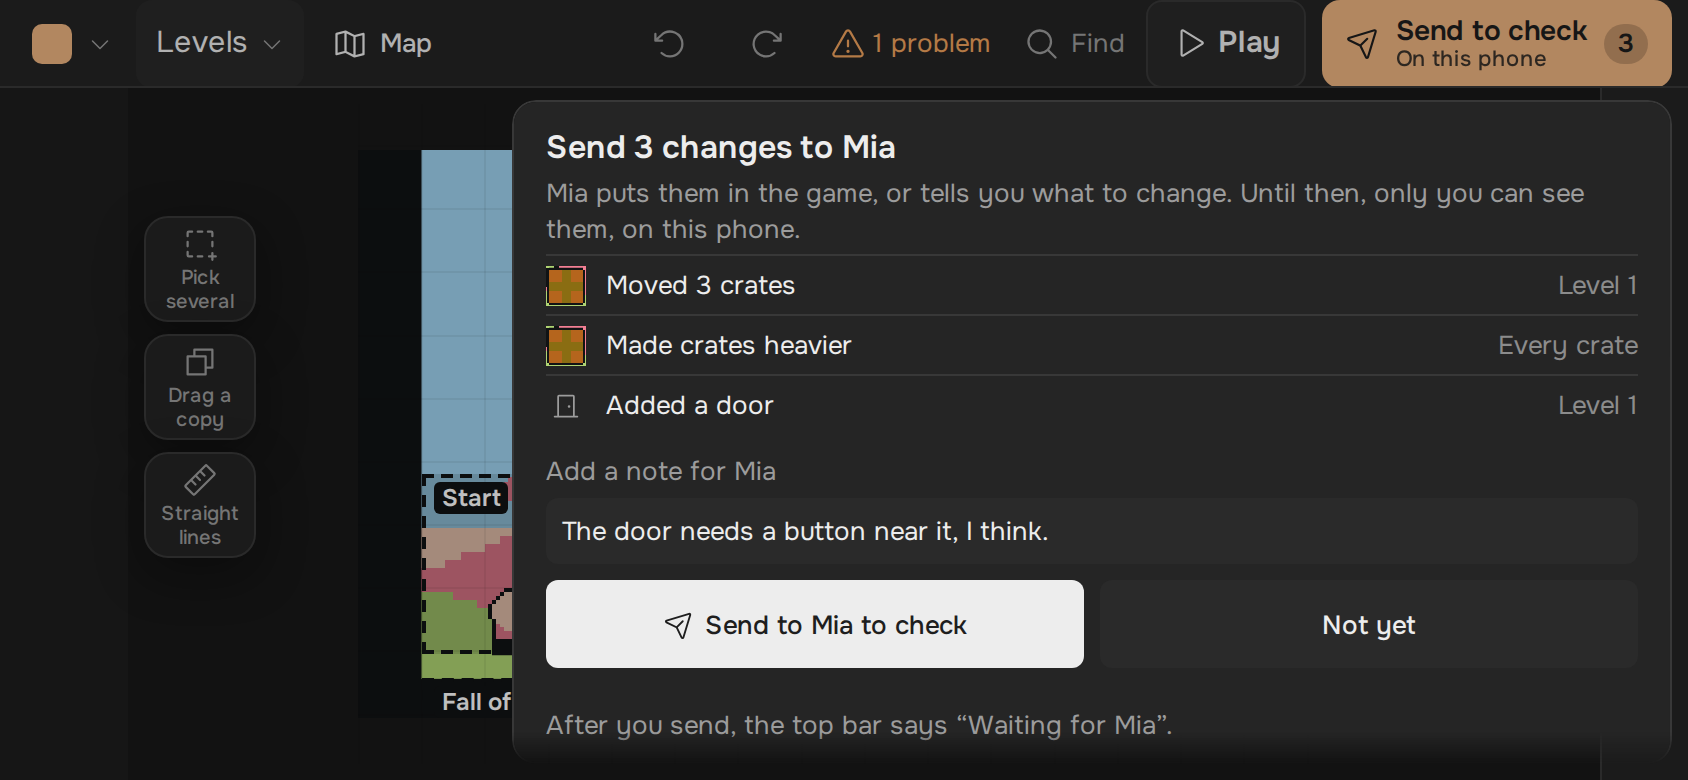 Levels
Map
1 problem
Find
Play
Send to check
On this phone
3
Send 3 changes to Mia
Mia puts them in the game, or tells you what to change. Until then, only you can see
them, on this phone.
Moved 3 crates
Level 1
Made crates heavier
Every crate
Added a door
Level 1
Add a note for Mia
The door needs a button near it, I think.
Send to Mia to check
Not yet
After you send, the top bar says “Waiting for Mia”.
Pick
several
Drag a
copy
Straight
lines
Start
Fall of